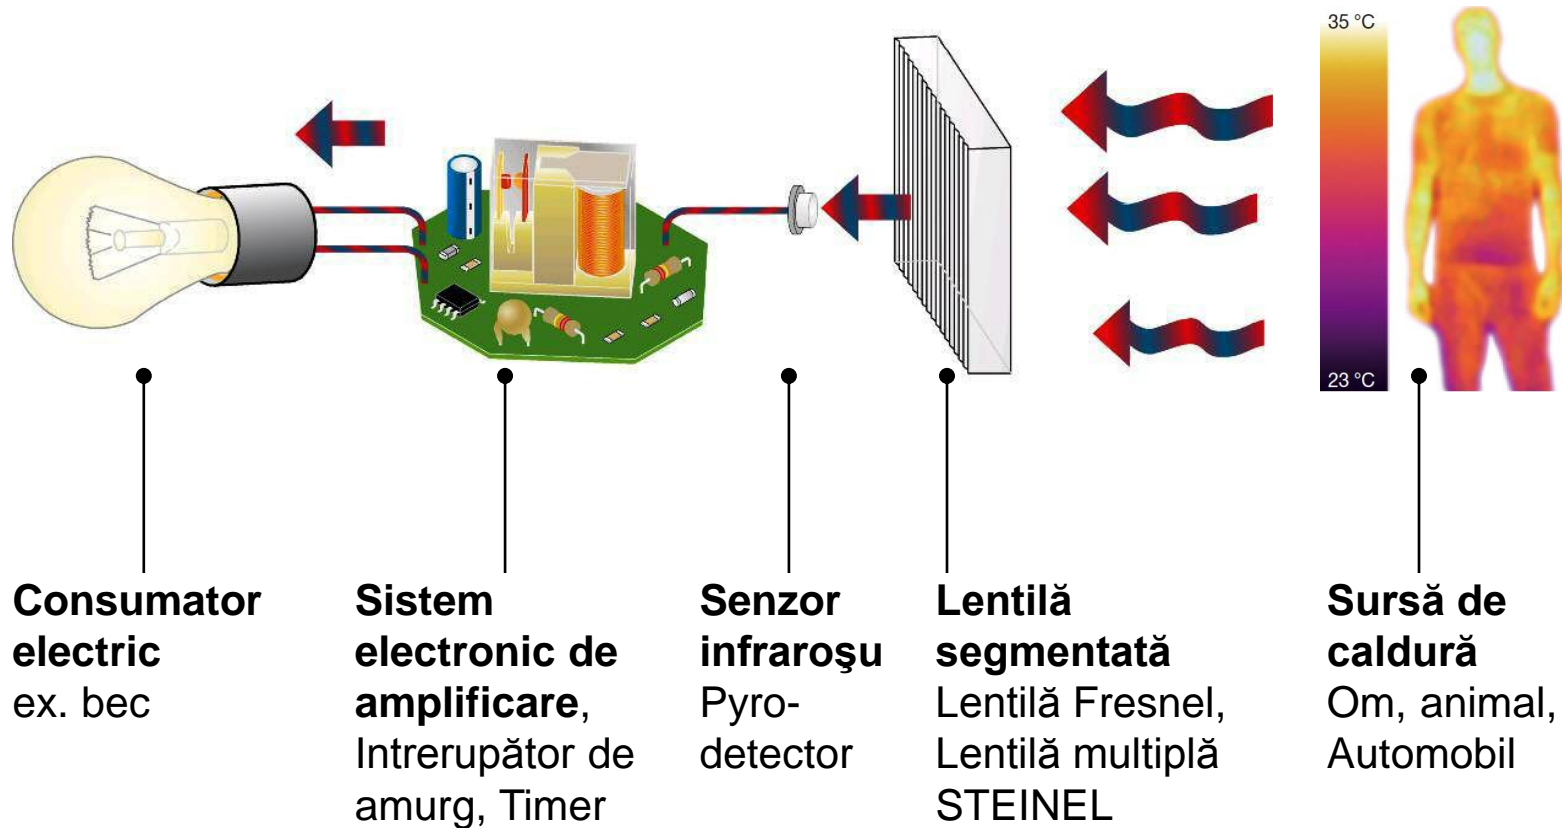 35 °C
23 °C
Consumator
electric
ex. bec
Sistem
electronic de
amplificare,
Intrerupător de
amurg, Timer
Senzor
infraroşu
Pyro-
detector
Lentilă
segmentată
Lentilă Fresnel,
Lentilă multiplă
STEINEL
Sursă de
caldură
Om, animal,
Automobil